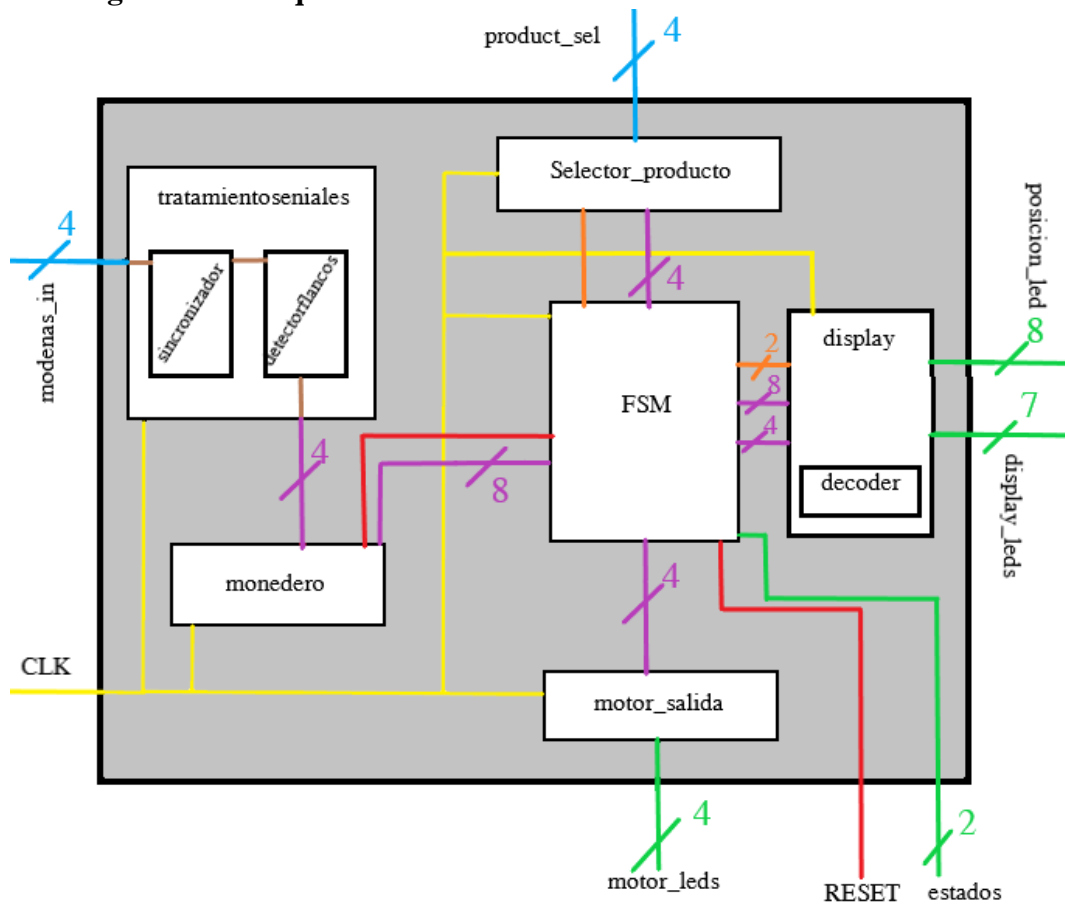 product_sel
4
Selector_producto
tratamientoseniales
4
modenas_in
sincronizador
detectorflancos
4
posicion_led
8
display
2
8
4
FSM
7
display_leds
decoder
4
8
monedero
4
CLK
motor_salida
4
motor_leds
RESET
2
estados